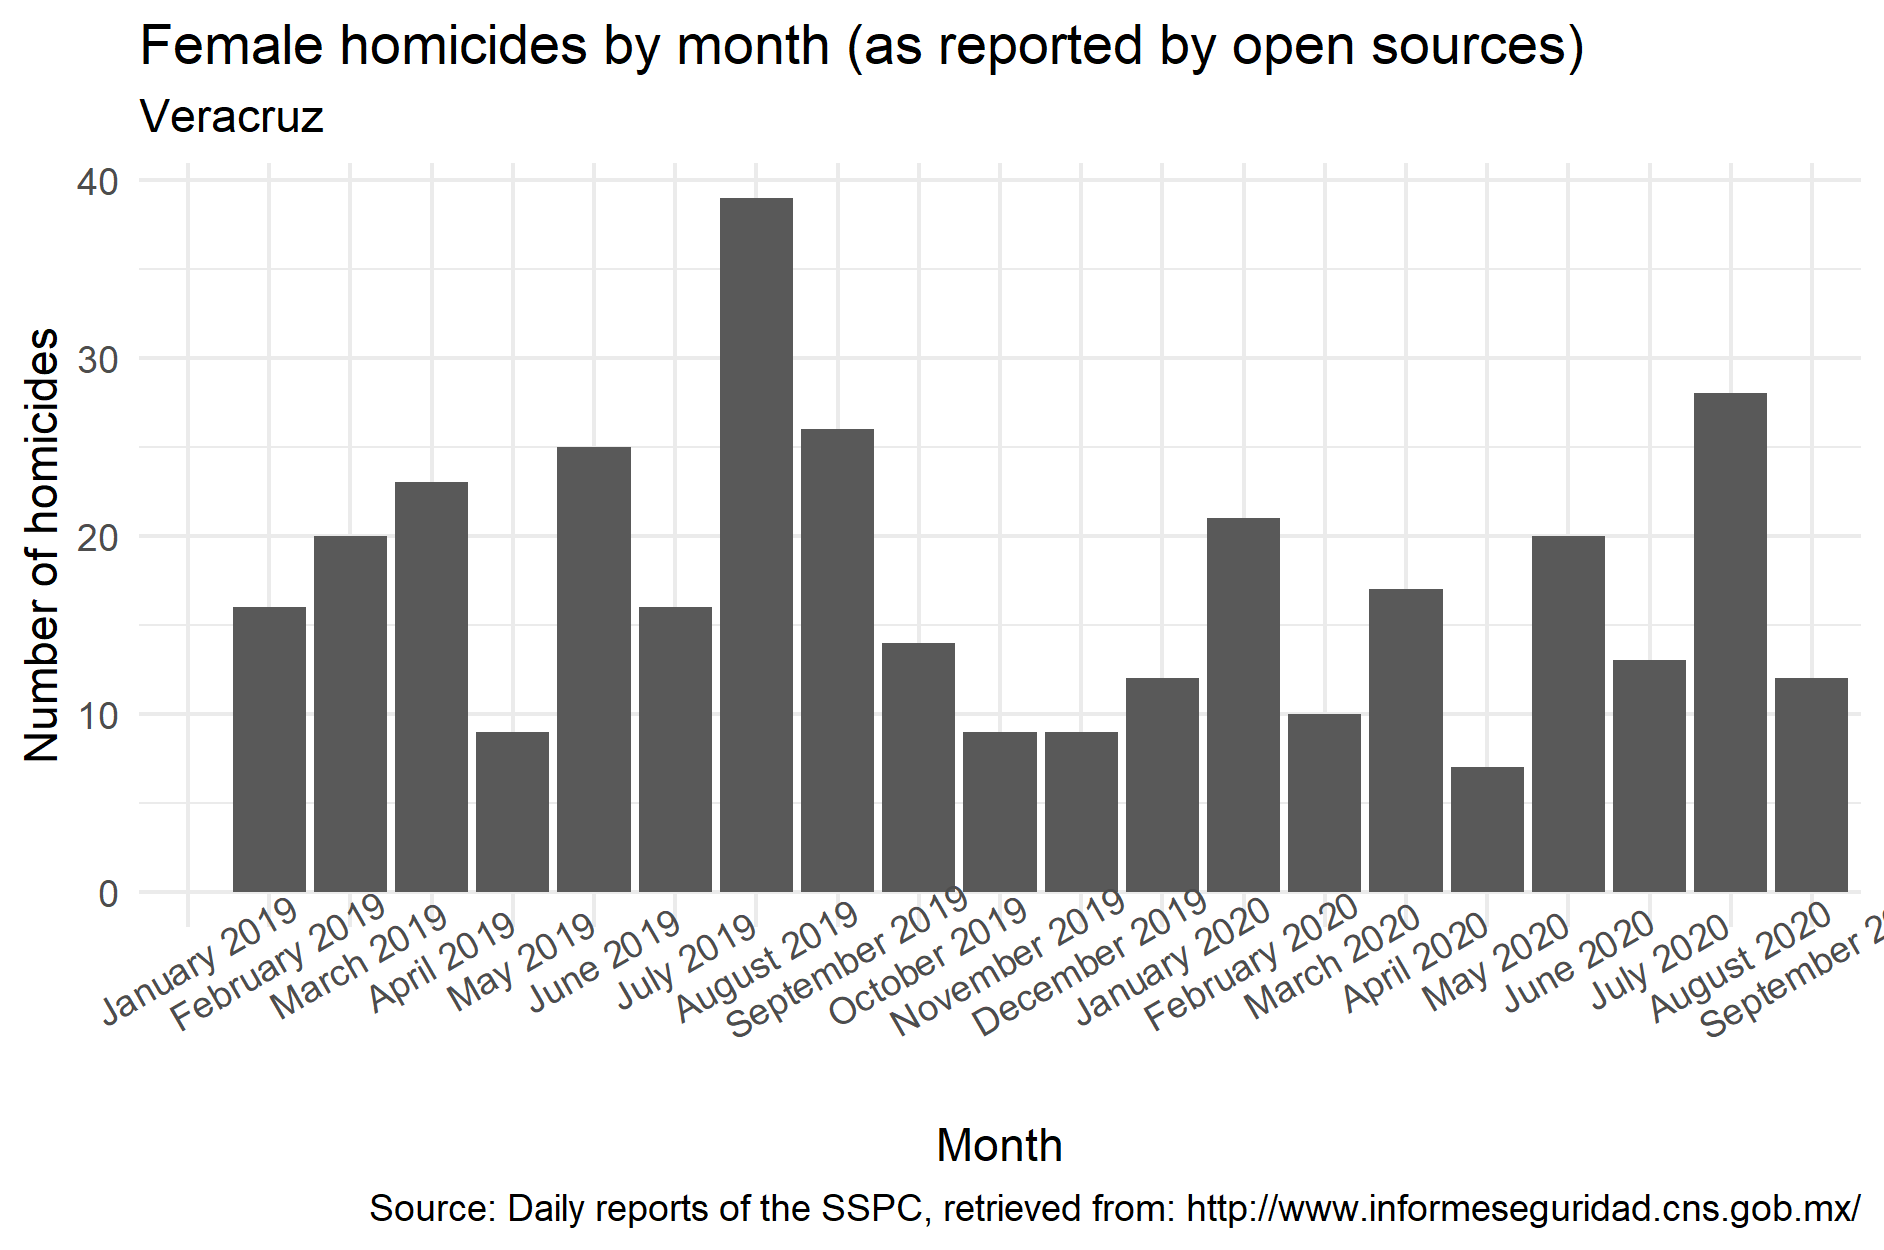 Female homicides by month (as reported by open sources)
Veracruz
Number of homicides
40
30
20
10
0
January 2019
February 2019
March 2019
April 2019
May 2019
June 2019
July 2019
August 2019
September 2019
October 2019
November 2019
December 2019
January 2020
February 2020
March 2020
April 2020
May 2020
June 2020
July 2020
August 2020
September 2
Month
Source: Daily reports of the SSPC, retrieved from: http://www.informeseguridad.cns.gob.mx/